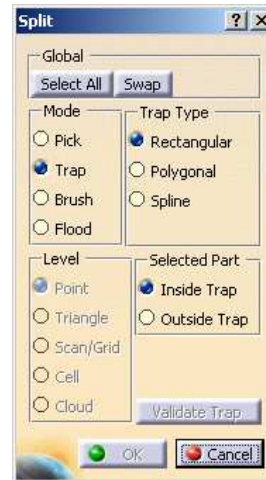 Split
Global
Select All Swap
Mode
Pick
Trap
Brush
Flood
Trap Type
Rectangular
Polygonal
Spline
Level
Point
Triangle
Scan/Grid
Cell
Cloud
Selected Part
Inside Trap
Outside Trap
Validate Trap
OK Cancel